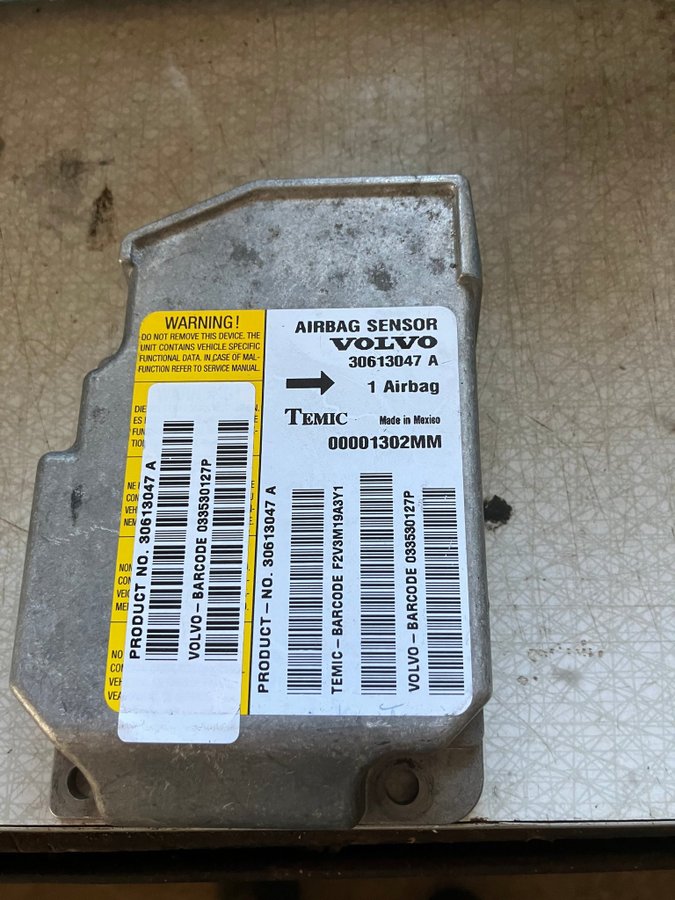 WARNING!
DO NOT REMOVE THIS DEVICE. THE
UNIT CONTAINS VEHICLE SPECIFIC
FUNCTIONAL DATA. IN CASE OF MAL-
FUNCTION REFER TO SERVICE MANUAL.
AIRBAG SENSOR
VOLVO
30613047 A
1 Airbag
TEMIC Made in Mexico
00001302MM
PRODUCT NO. 30613047 A
VOLVO-BARCODE 033530127P
PRODUCT-NO. 30613047 A
TEMIC-BARCODE F2V3M19A3Y1
VOLVO-BARCODE 033530127P